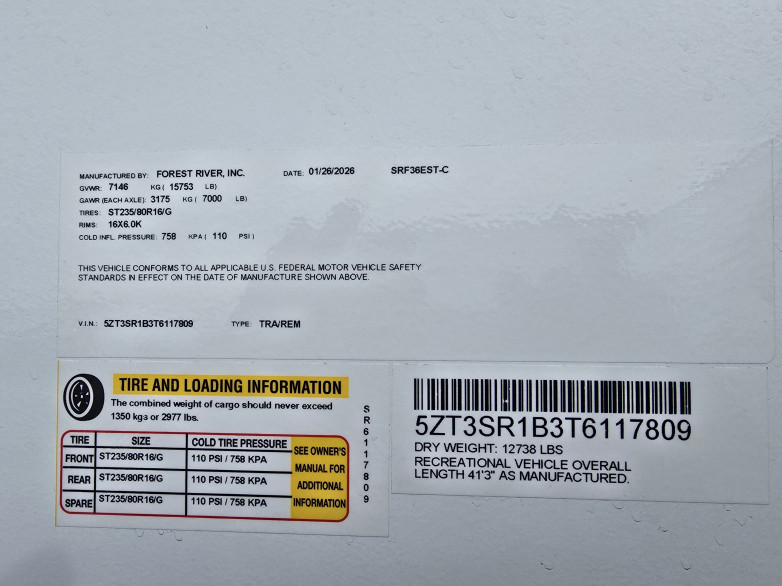 MANUFACTURED BY: FOREST RIVER, INC. DATE: 01/26/2026 SRF36EST-C
GVWR: 7146 KG ( 15753 LB)
GAWR (EACH AXLE): 3175 KG ( 7000 LB)
TIRES: ST235/80R16/G
RIMS: 16X6.0K
COLD INFL. PRESSURE: 758 KPA ( 110 PSI )
THIS VEHICLE CONFORMS TO ALL APPLICABLE U.S. FEDERAL MOTOR VEHICLE SAFETY
STANDARDS IN EFFECT ON THE DATE OF MANUFACTURE SHOWN ABOVE.
V.I.N.: 5ZT3SR1B3T6117809 TYPE: TRA/REM
TIRE AND LOADING INFORMATION
The combined weight of cargo should never exceed
1350 kgs or 2977 lbs.
TIRE SIZE COLD TIRE PRESSURE
FRONT ST235/80R16/G 110 PSI / 758 KPA
REAR ST235/80R16/G 110 PSI / 758 KPA
SPARE ST235/80R16/G 110 PSI / 758 KPA
SEE OWNER'S
MANUAL FOR
ADDITIONAL
INFORMATION
SR6117809
5ZT3SR1B3T6117809
DRY WEIGHT: 12738 LBS
RECREATIONAL VEHICLE OVERALL
LENGTH 41'3" AS MANUFACTURED.